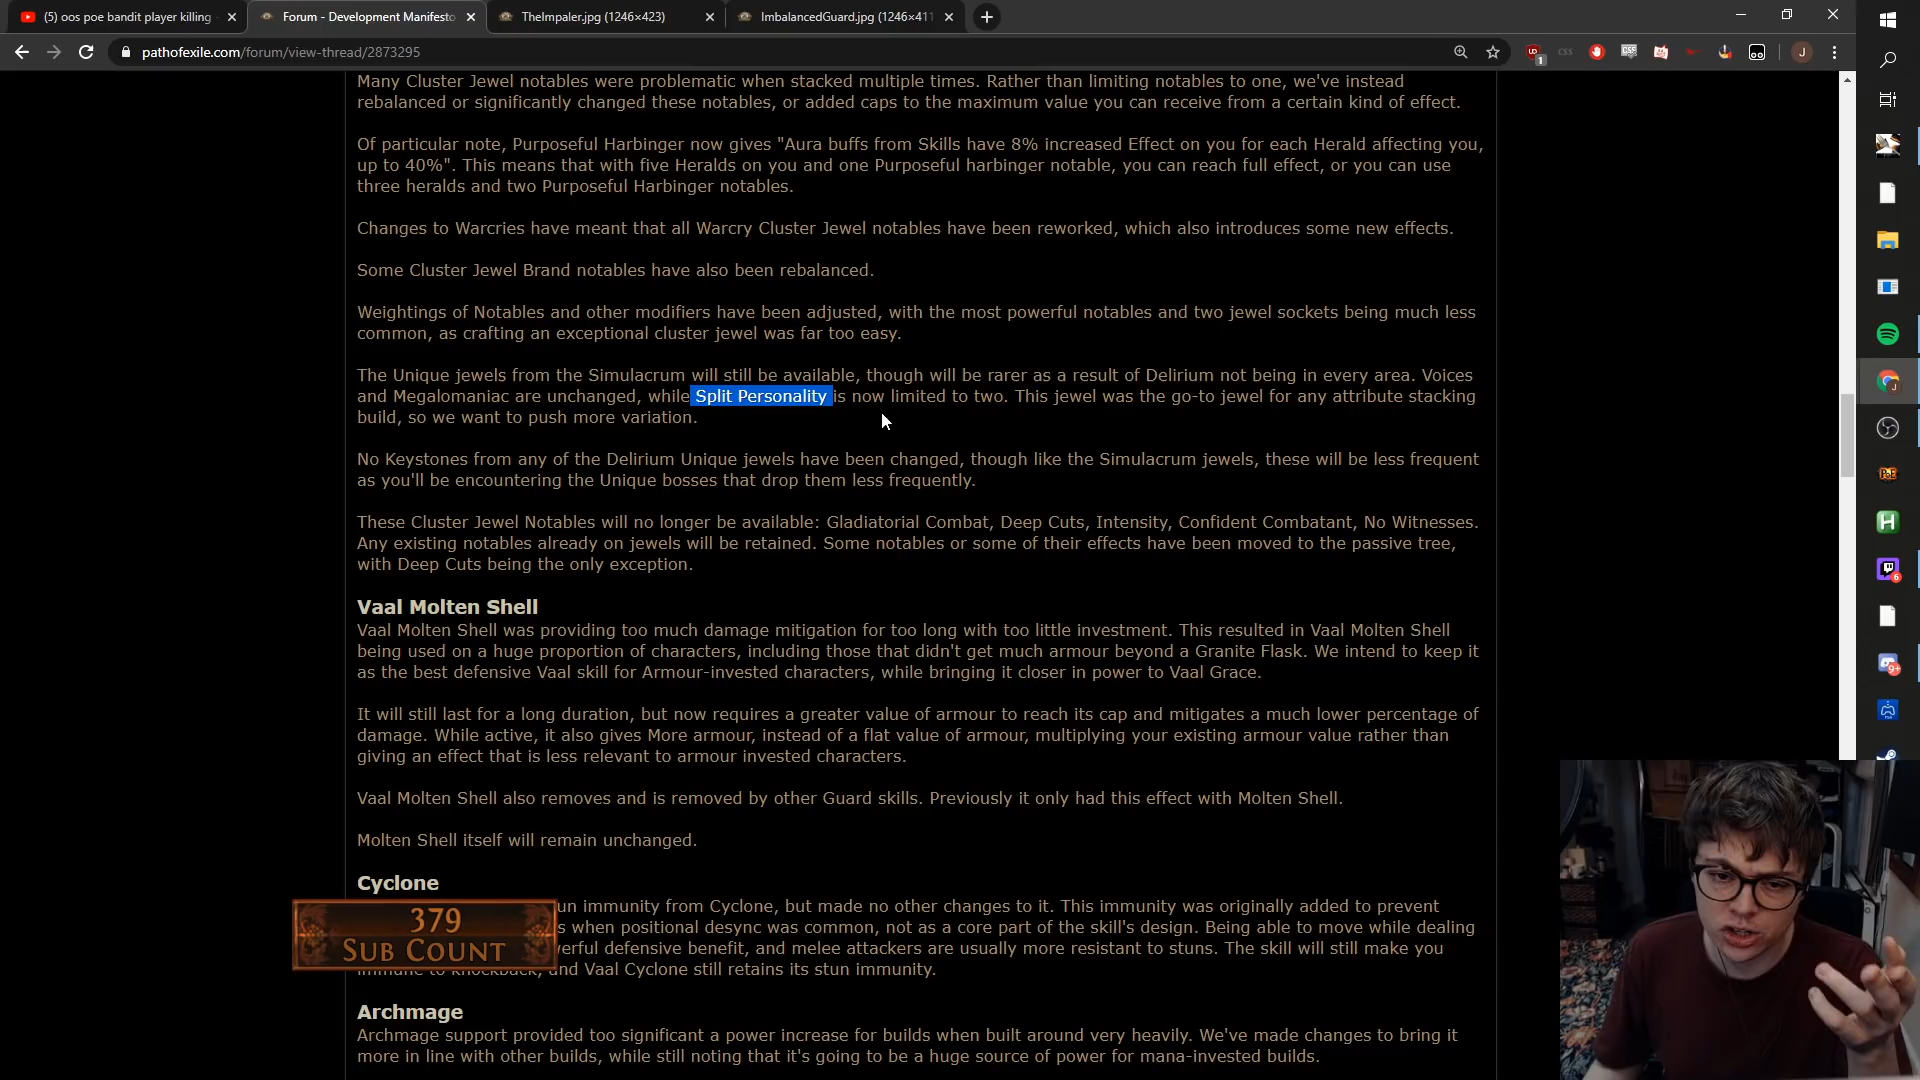 (5) oos poe bandit player killing
Forum - Development Manifesto
TheImpaler.jpg (1246×423)
ImbalancedGuard.jpg (1246×411
pathofexile.com/forum/view-thread/2873295
Many Cluster Jewel notables were problematic when stacked multiple times. Rather than limiting notables to one, we've instead
rebalanced or significantly changed these notables, or added caps to the maximum value you can receive from a certain kind of effect.
Of particular note, Purposeful Harbinger now gives "Aura buffs from Skills have 8% increased Effect on you for each Herald affecting you,
up to 40%". This means that with five Heralds on you and one Purposeful harbinger notable, you can reach full effect, or you can use
three heralds and two Purposeful Harbinger notables.
Changes to Warcries have meant that all Warcry Cluster Jewel notables have been reworked, which also introduces some new effects.
Some Cluster Jewel Brand notables have also been rebalanced.
Weightings of Notables and other modifiers have been adjusted, with the most powerful notables and two jewel sockets being much less
common, as crafting an exceptional cluster jewel was far too easy.
The Unique jewels from the Simulacrum will still be available, though will be rarer as a result of Delirium not being in every area. Voices
and Megalomaniac are unchanged, while Split Personality is now limited to two. This jewel was the go-to jewel for any attribute stacking
build, so we want to push more variation.
No Keystones from any of the Delirium Unique jewels have been changed, though like the Simulacrum jewels, these will be less frequent
as you'll be encountering the Unique bosses that drop them less frequently.
These Cluster Jewel Notables will no longer be available: Gladiatorial Combat, Deep Cuts, Intensity, Confident Combatant, No Witnesses.
Any existing notables already on jewels will be retained. Some notables or some of their effects have been moved to the passive tree,
with Deep Cuts being the only exception.
Vaal Molten Shell
Vaal Molten Shell was providing too much damage mitigation for too long with too little investment. This resulted in Vaal Molten Shell
being used on a huge proportion of characters, including those that didn't get much armour beyond a Granite Flask. We intend to keep it
as the best defensive Vaal skill for Armour-invested characters, while bringing it closer in power to Vaal Grace.
It will still last for a long duration, but now requires a greater value of armour to reach its cap and mitigates a much lower percentage of
damage. While active, it also gives More armour, instead of a flat value of armour, multiplying your existing armour value rather than
giving an effect that is less relevant to armour invested characters.
Vaal Molten Shell also removes and is removed by other Guard skills. Previously it only had this effect with Molten Shell.
Molten Shell itself will remain unchanged.
Cyclone
un immunity from Cyclone, but made no other changes to it. This immunity was originally added to prevent
s when positional desync was common, not as a core part of the skill's design. Being able to move while dealing
werful defensive benefit, and melee attackers are usually more resistant to stuns. The skill will still make you
immune to knockback, and Vaal Cyclone still retains its stun immunity.
379
SUB COUNT
Archmage
Archmage support provided too significant a power increase for builds when built around very heavily. We've made changes to bring it
more in line with other builds, while still noting that it's going to be a huge source of power for mana-invested builds.